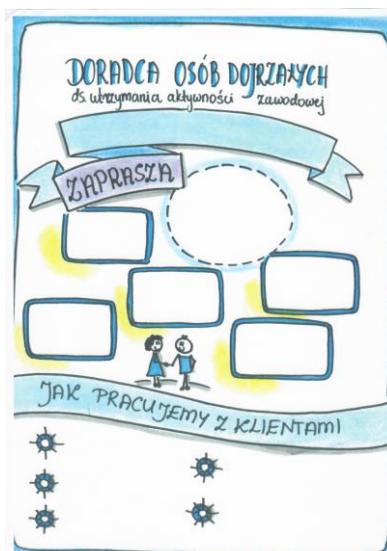 DORADCA OSÓB DOJRZAŁYCH
ds. utrzymania aktywności zawodowej
ZAPRASZA
JAK PRACUJEMY Z KLIENTAMI